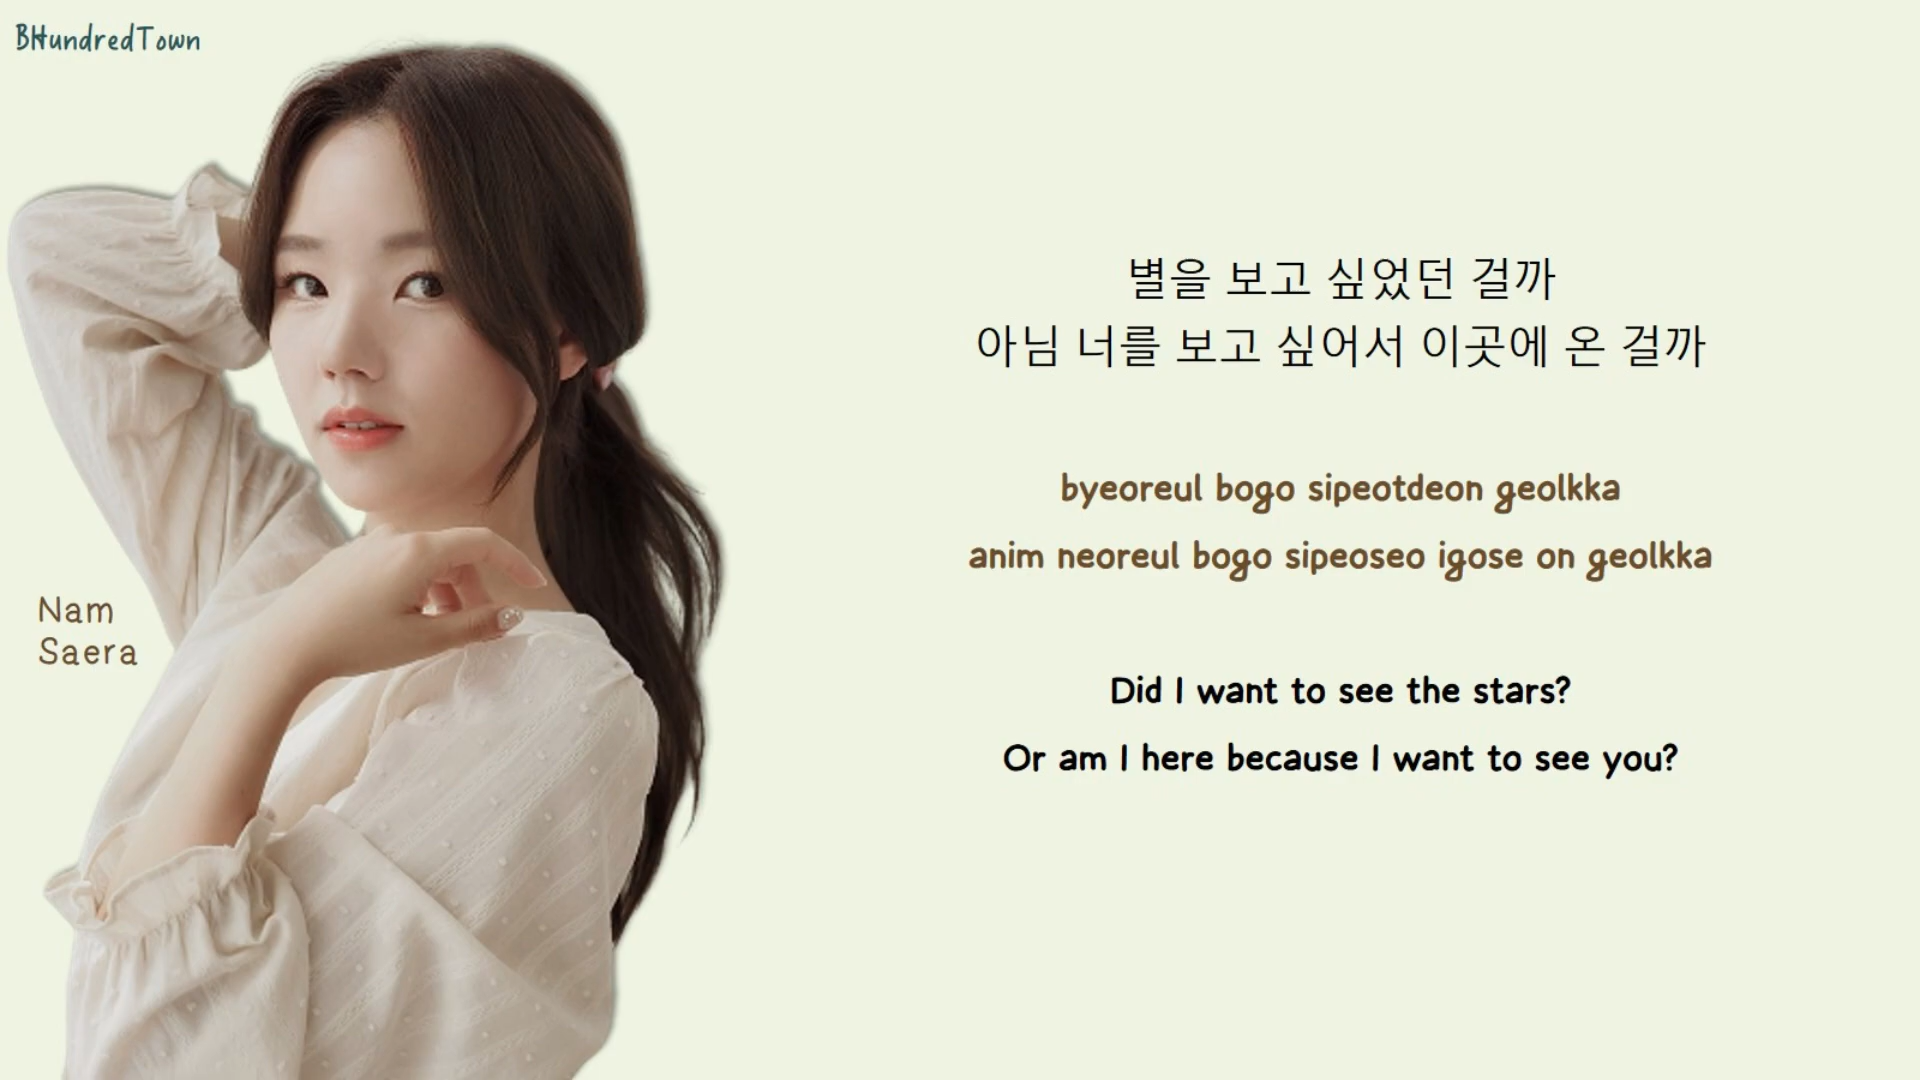 BHundredTown
별을 보고 싶었던 걸까
아님 너를 보고 싶어서 이곳에 온 걸까
byeoreul bogo sipeotdeon geolkka
anim neoreul bogo sipeoseo igose on geolkka
Nam
Saera
Did I want to see the stars?
Or am I here because I want to see you?